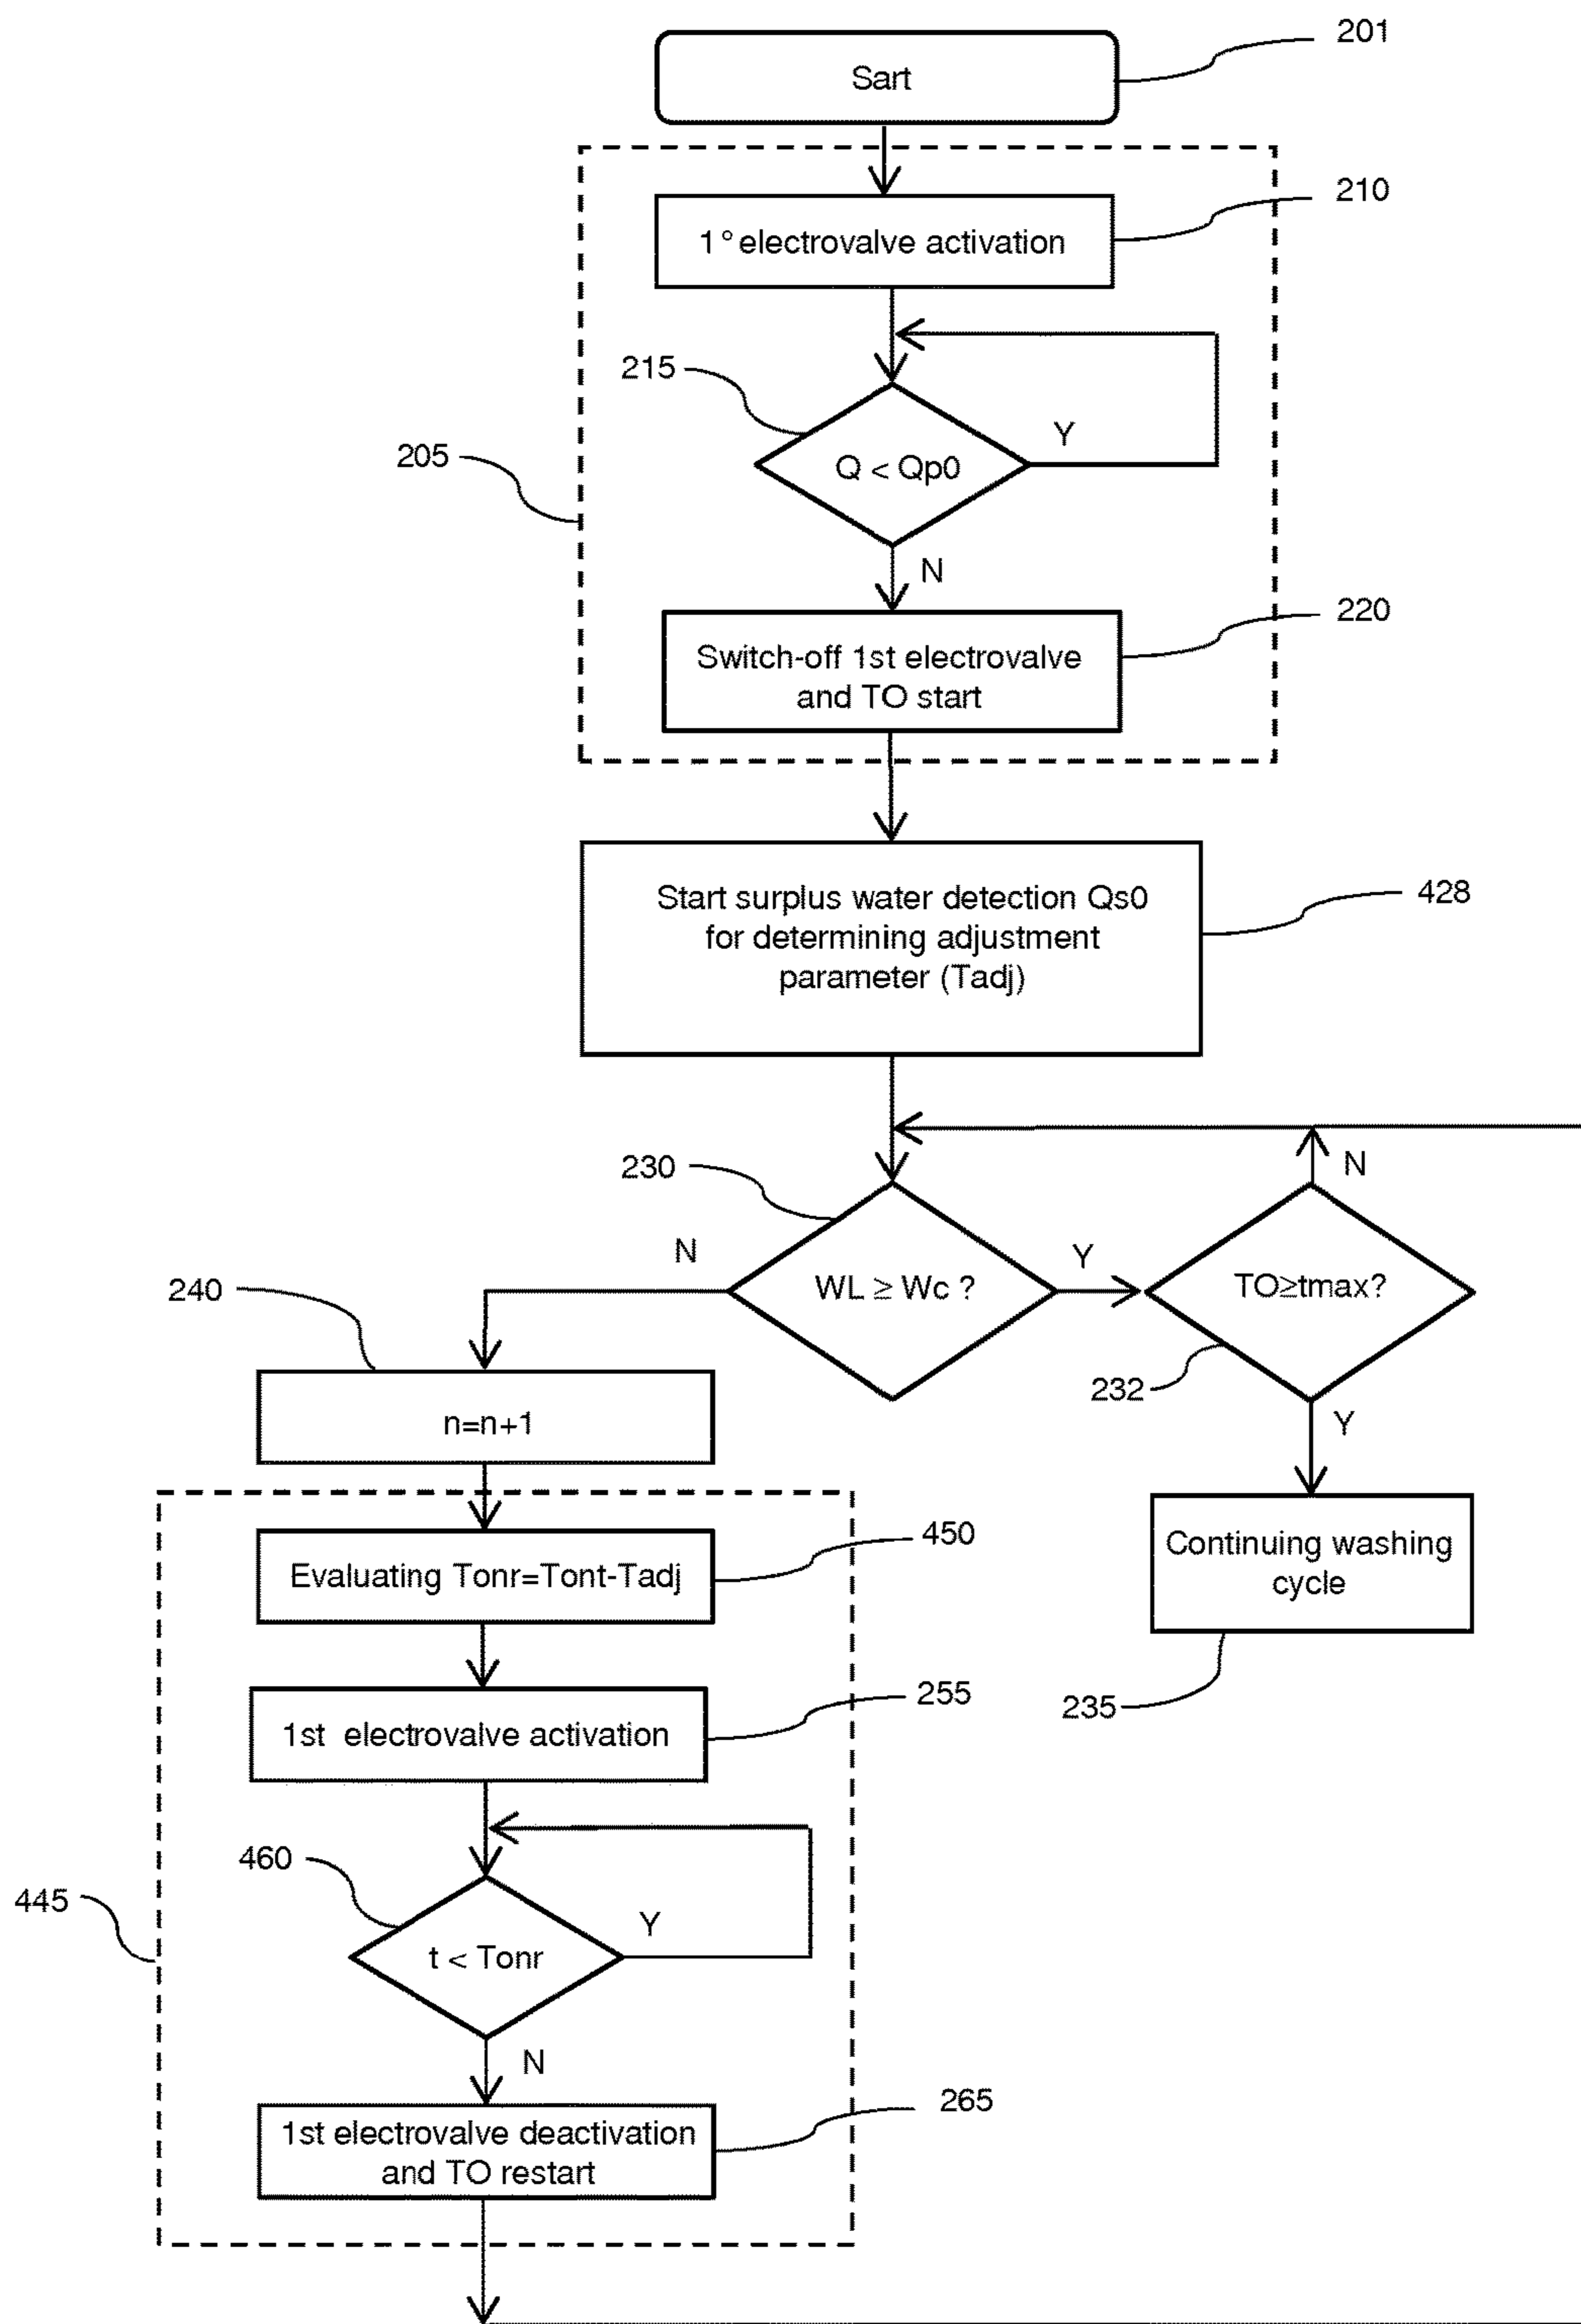 Sart
201
1° electrovalve activation
210
215
Q < Qp0
Y
205
N
Switch-off 1st electrovalve
and TO start
220
Start surplus water detection Qs0
for determining adjustment
parameter (Tadj)
428
230
WL ≥ Wc ?
N
Y
TO≥tmax?
N
232
Y
240
n=n+1
Continuing washing
cycle
235
Evaluating Tonr=Tont-Tadj
450
1st electrovalve activation
255
460
t < Tonr
Y
445
N
1st electrovalve deactivation
and TO restart
265